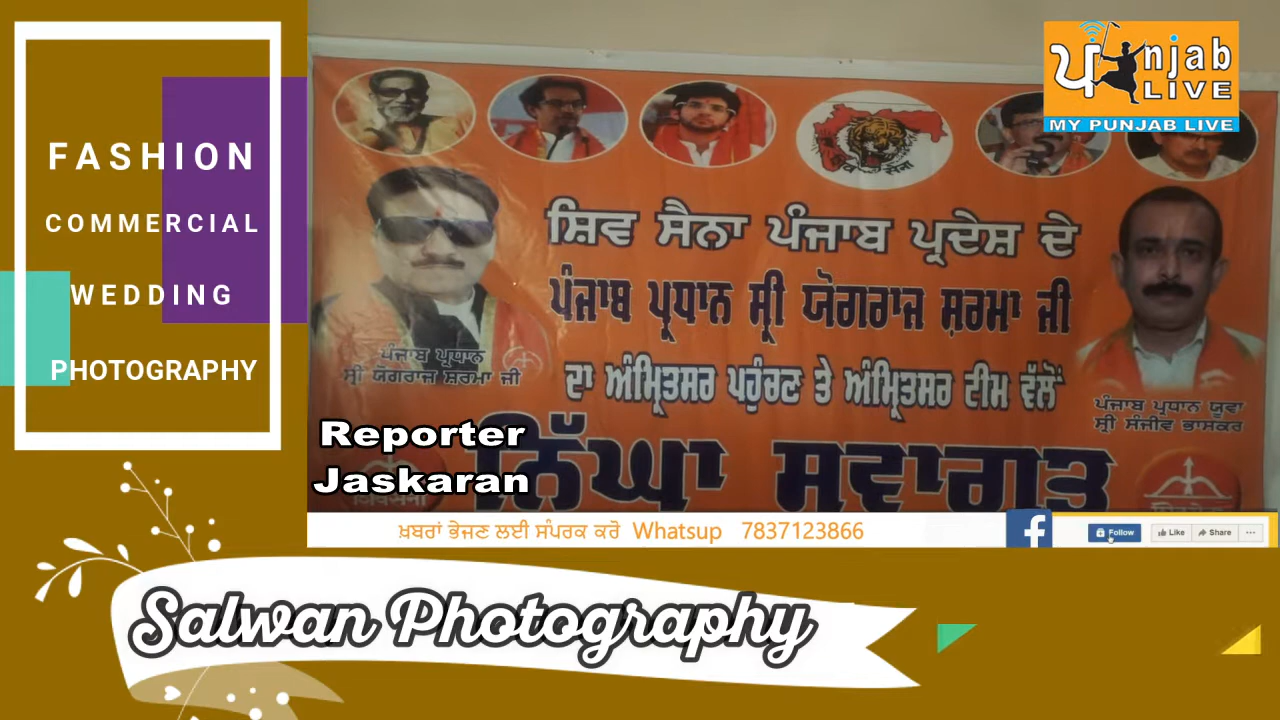 FASHION
COMMERCIAL
WEDDING
PHOTOGRAPHY
ਪੰnjab
LIVE
MY PUNJAB LIVE
ਸ਼ਿਵ ਸੈਨਾ ਪੰਜਾਬ ਪ੍ਰਦੇਸ਼ ਦੇ
ਪੰਜਾਬ ਪ੍ਰਧਾਨ ਸ੍ਰੀ ਯੋਗਰਾਜ ਸ਼ਰਮਾ ਜੀ
ਦਾ ਅੰਮ੍ਰਿਤਸਰ ਪਹੁੰਚਣ ਤੇ ਅੰਮ੍ਰਿਤਸਰ ਟੀਮ ਵੱਲੋਂ
ਨਿੱਘਾ ਸਵਾਗਤ
ਪੰਜਾਬ ਪ੍ਰਧਾਨ
ਸ੍ਰੀ ਯੋਗਰਾਜ ਸ਼ਰਮਾ ਜੀ
ਪੰਜਾਬ ਪ੍ਰਧਾਨ ਯੂਵਾ
ਸ੍ਰੀ ਸੰਜੀਵ ਭਾਸਕਰ
Reporter
Jaskaran
ਖ਼ਬਰਾਂ ਭੇਜਣ ਲਈ ਸੰਪਰਕ ਕਰੋ Whatsup 7837123866
Follow
Like
Share
Salwan Photography